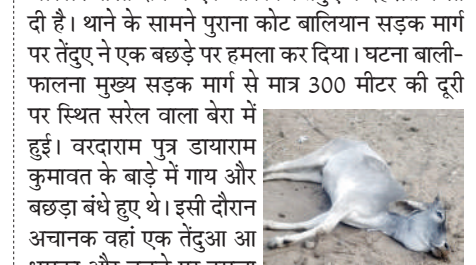 दी है। थाने के सामने पुराना कोट बालियान सड़क मार्ग
पर तेंदुए ने एक बछड़े पर हमला कर दिया। घटना बाली-
फालना मुख्य सड़क मार्ग से मात्र 300 मीटर की दूरी
पर स्थित सरेल वाला बेरा में
हुई। वरदाराम पुत्र डायाराम
कुमावत के बाड़े में गाय और
बछड़ा बंधे हुए थे। इसी दौरान
अचानक वहां एक तेंदुआ आ